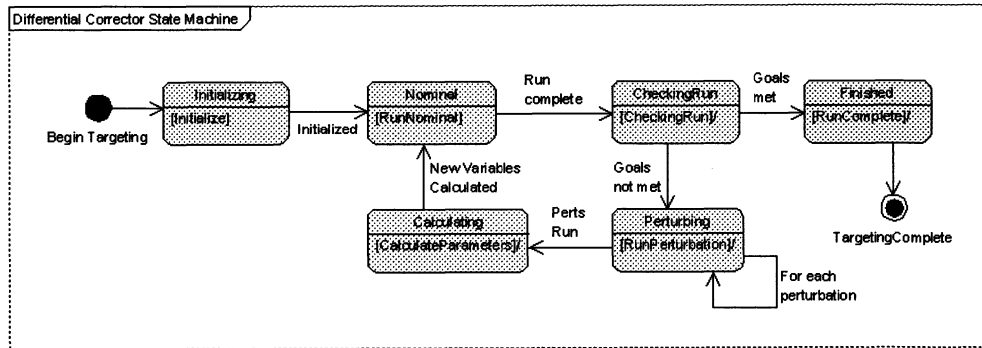 Differential Corrector State Machine
Begin Targeting
Initializing
[Initialize]
Initialized
Nominal
[RunNominal]
Run
complete
CheckingRun
[CheckingRun]/
Goals
met
Finished
[RunComplete]/
New Variables
Calculated
Goals
not met
Calculating
[CalculateParameters]/
Perts
Run
Perturbing
[RunPerturbation]/
TargetingComplete
For each
perturbation